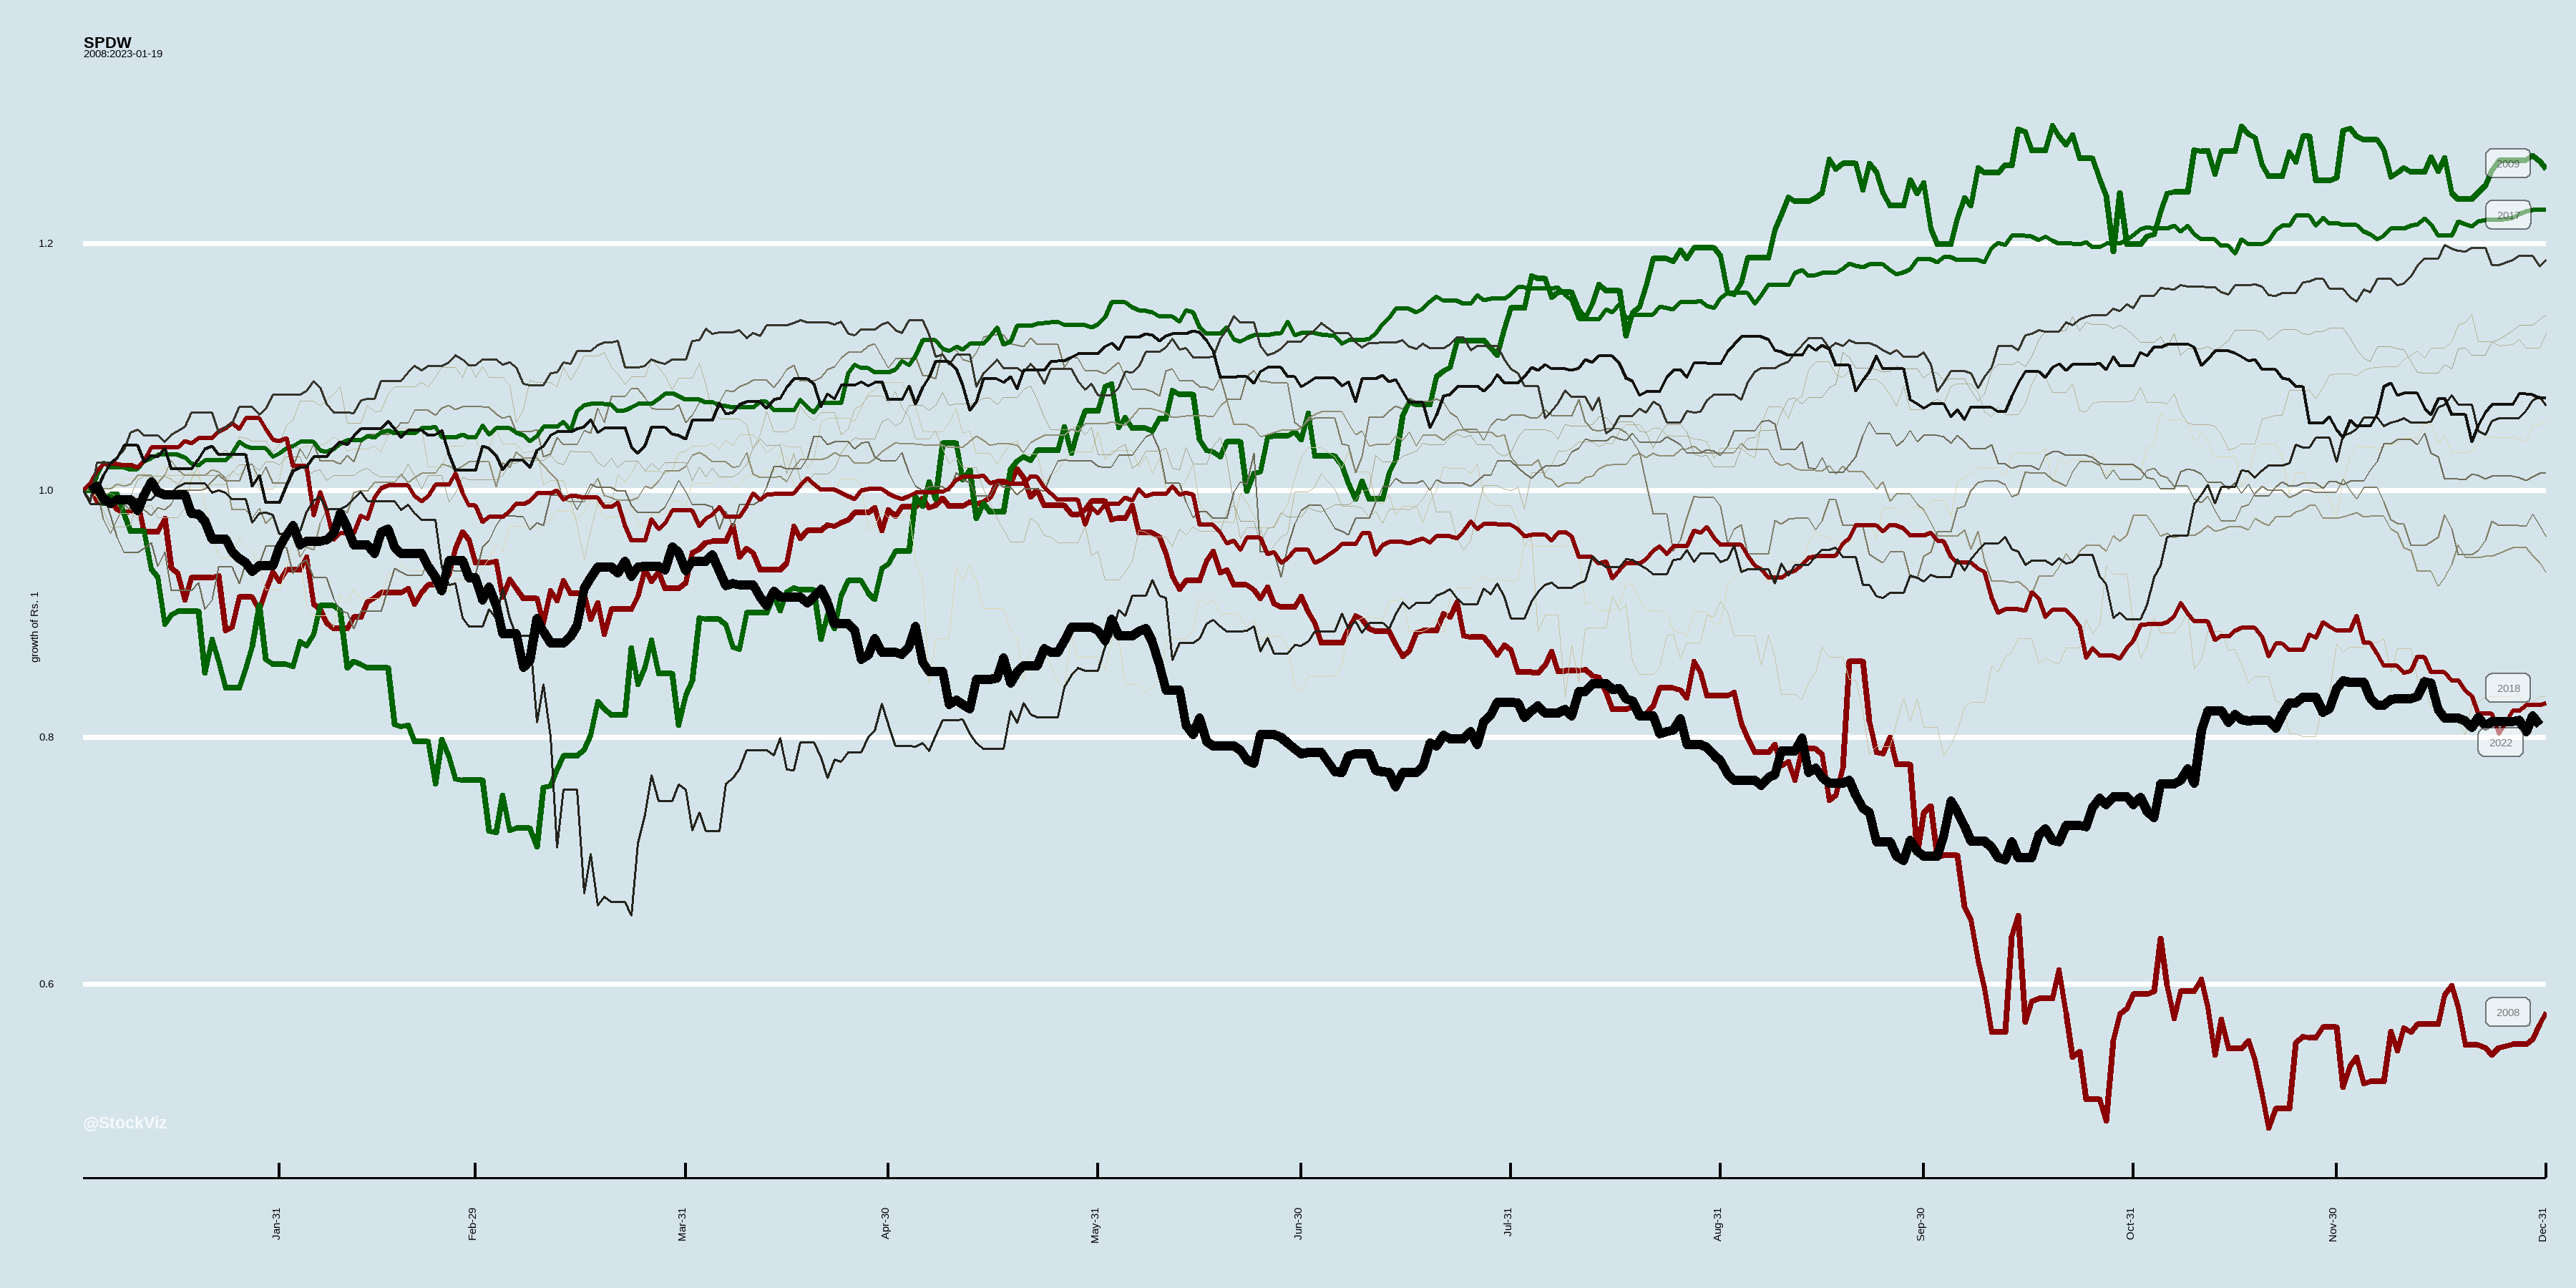 SPDW
2008:2023-01-19
2009
2017
1.2
1.0
growth of Rs. 1
2018
0.8
2022
0.6
2008
@StockViz
Jan-31
Feb-29
Mar-31
Apr-30
May-31
Jun-30
Jul-31
Aug-31
Sep-30
Oct-31
Nov-30
Dec-31